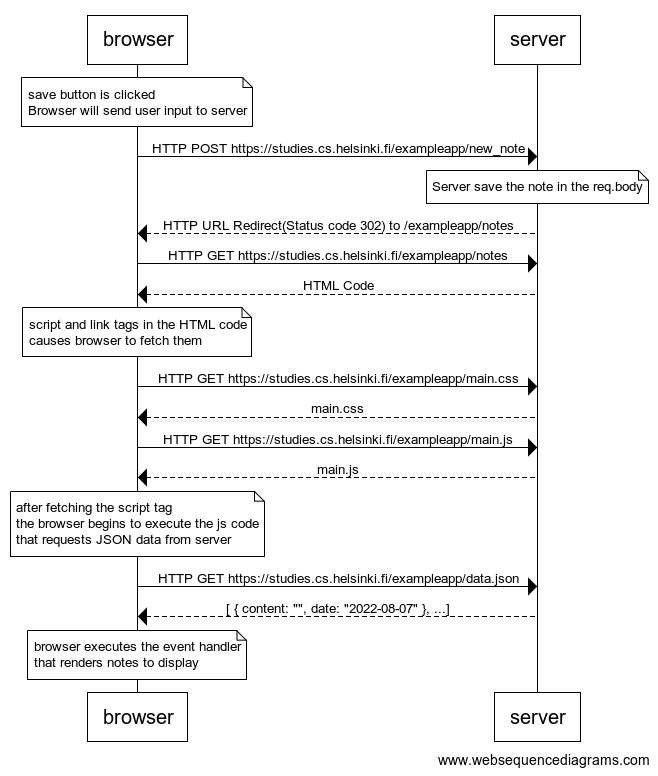 browser
server
save button is clicked
Browser will send user input to server
HTTP POST https://studies.cs.helsinki.fi/exampleapp/new_note
Server save the note in the req.body
HTTP URL Redirect(Status code 302) to /exampleapp/notes
HTTP GET https://studies.cs.helsinki.fi/exampleapp/notes
HTML Code
script and link tags in the HTML code
causes browser to fetch them
HTTP GET https://studies.cs.helsinki.fi/exampleapp/main.css
main.css
HTTP GET https://studies.cs.helsinki.fi/exampleapp/main.js
main.js
after fetching the script tag
the browser begins to execute the js code
that requests JSON data from server
HTTP GET https://studies.cs.helsinki.fi/exampleapp/data.json
[ { content: "", date: "2022-08-07" }, ...]
browser executes the event handler
that renders notes to display
browser
server
www.websequencediagrams.com